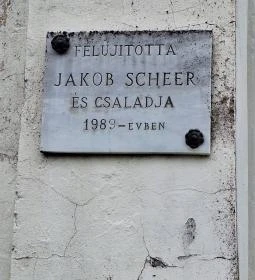 FELÚJITOTTA
JAKOB SCHEER
ÉS CSALADJA
1989-EVBEN